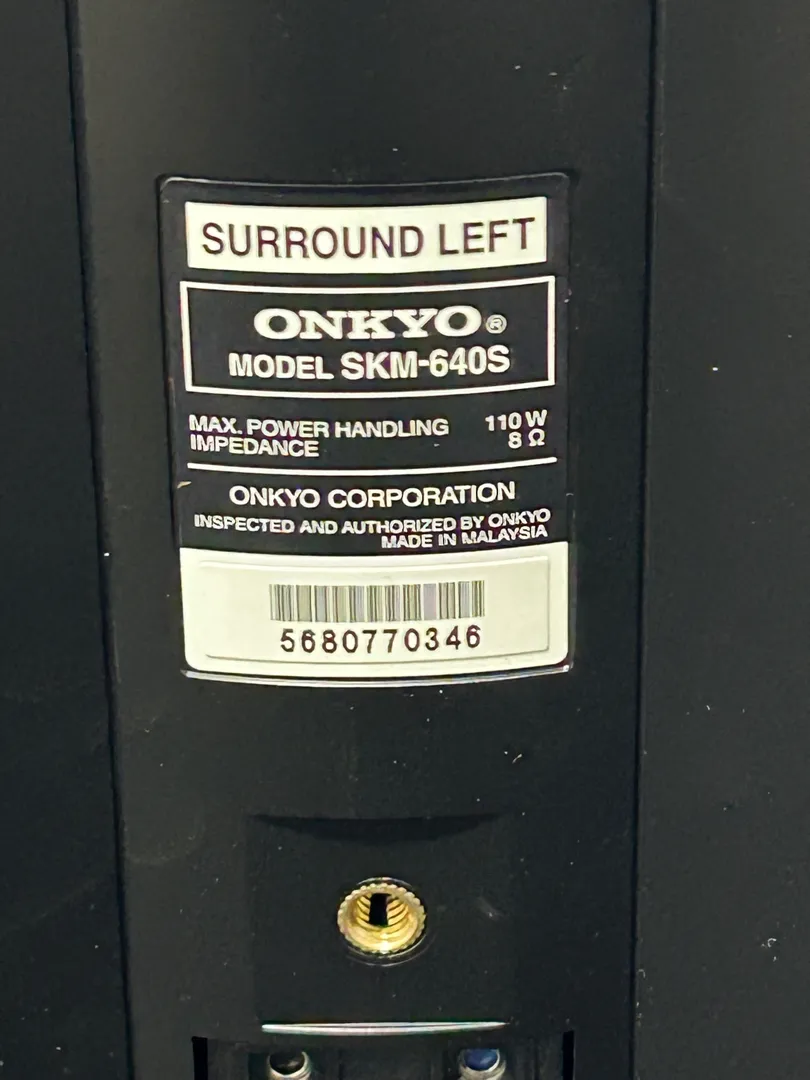 SURROUND LEFT
ONKYO®
MODEL SKM-640S
MAX. POWER HANDLING 110 W
IMPEDANCE 8 Ω
ONKYO CORPORATION
INSPECTED AND AUTHORIZED BY ONKYO
MADE IN MALAYSIA
5680770346